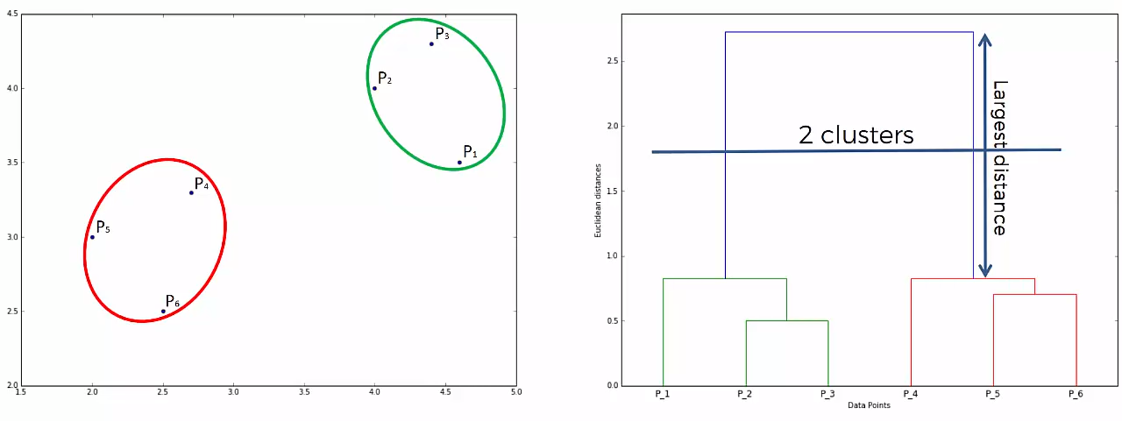 4.5
4.0
3.5
3.0
2.5
2.0
1.5 2.0 2.5 3.0 3.5 4.0 4.5 5.0
P3
P2
P1
P4
P5
P6
2 clusters
Largest distance
Euclidean distances
2.5
2.0
1.5
1.0
0.5
0.0
P_1 P_2 P_3 P_4 P_5 P_6
Data Points